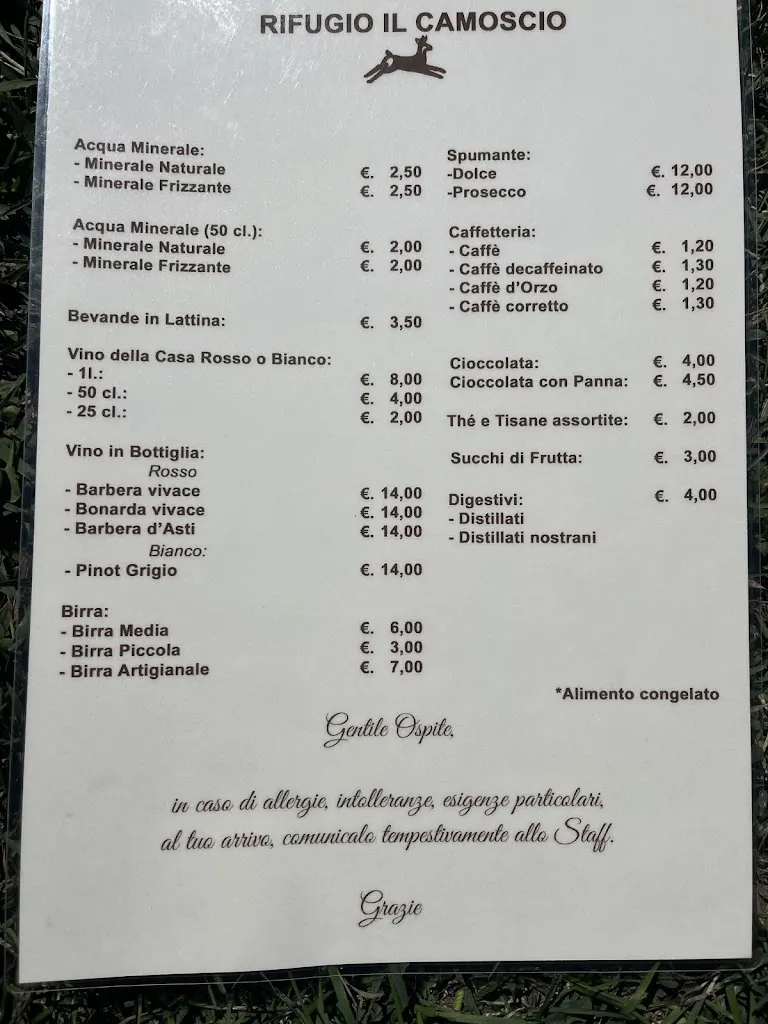 RIFUGIO IL CAMOSCIO
Acqua Minerale:
- Minerale Naturale €. 2,50
- Minerale Frizzante €. 2,50
Acqua Minerale (50 cl.):
- Minerale Naturale €. 2,00
- Minerale Frizzante €. 2,00
Bevande in Lattina: €. 3,50
Vino della Casa Rosso o Bianco:
- 1l.: €. 8,00
- 50 cl.: €. 4,00
- 25 cl.: €. 2,00
Vino in Bottiglia:
Rosso
- Barbera vivace €. 14,00
- Bonarda vivace €. 14,00
- Barbera d'Asti €. 14,00
Bianco:
- Pinot Grigio €. 14,00
Birra:
- Birra Media €. 6,00
- Birra Piccola €. 3,00
- Birra Artigianale €. 7,00
Spumante:
-Dolce €. 12,00
-Prosecco €. 12,00
Caffetteria:
- Caffè €. 1,20
- Caffè decaffeinato €. 1,30
- Caffè d'Orzo €. 1,20
- Caffè corretto €. 1,30
Cioccolata: €. 4,00
Cioccolata con Panna: €. 4,50
Thé e Tisane assortite: €. 2,00
Succhi di Frutta: €. 3,00
Digestivi: €. 4,00
- Distillati
- Distillati nostrani
*Alimento congelato
Gentile Ospite,
in caso di allergie, intolleranze, esigenze particolari,
al tuo arrivo, comunicalo tempestivamente allo Staff.
Grazie